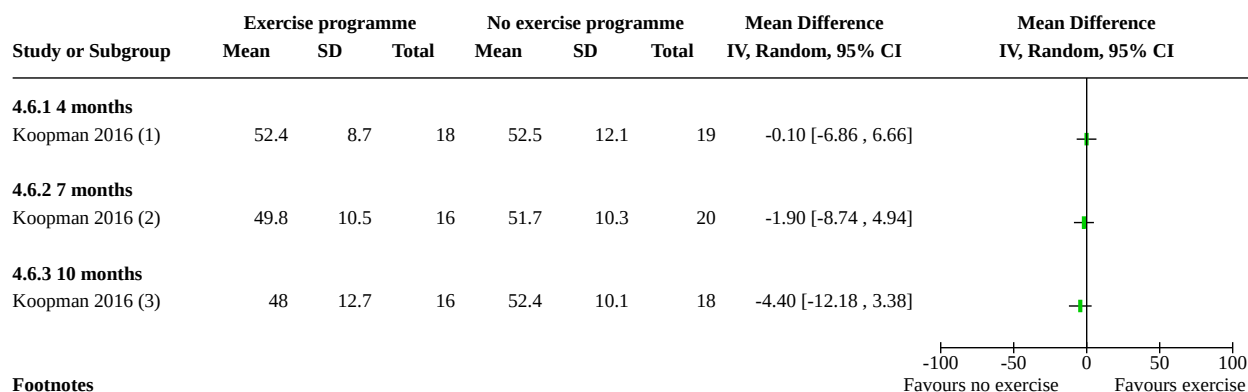 Exercise programme No exercise programme Mean Difference Mean Difference
Study or Subgroup Mean SD Total Mean SD Total IV, Random, 95% CI IV, Random, 95% CI
4.6.1 4 months
Koopman 2016 (1) 52.4 8.7 18 52.5 12.1 19 -0.10 [-6.86 , 6.66]
4.6.2 7 months
Koopman 2016 (2) 49.8 10.5 16 51.7 10.3 20 -1.90 [-8.74 , 4.94]
4.6.3 10 months
Koopman 2016 (3) 48 12.7 16 52.4 10.1 18 -4.40 [-12.18 , 3.38]
-100 -50 0 50 100
Footnotes Favours no exercise Favours exercise